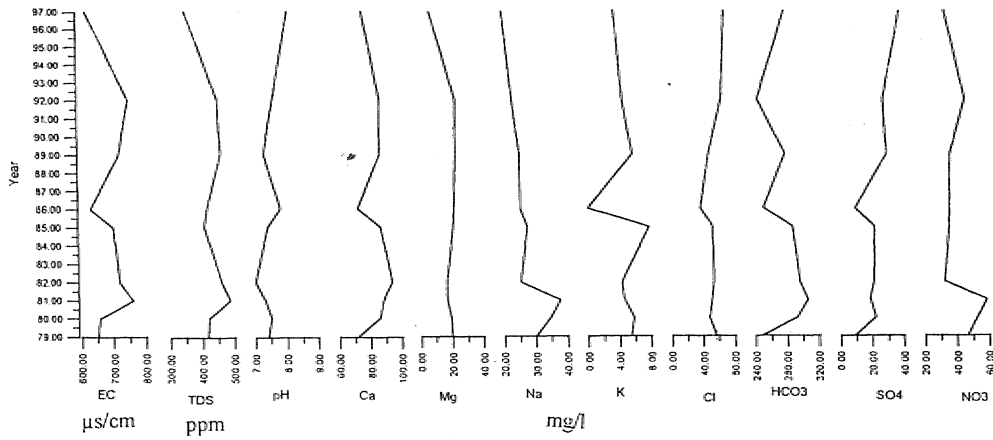 97.00
96.00
95.00
94.00
93.00
92.00
91.00
90.00
89.00
88.00
87.00
86.00
85.00
84.00
83.00
82.00
81.00
80.00
79.00
Year
600.00 700.00 800.00
300.00 400.00 500.00
7.00 8.00 9.00
60.00 80.00 100.00
0.00 20.00 40.00
20.00 30.00 40.00
0.00 4.00 8.00
0.00 40.00 80.00
240.00 280.00 320.00
0.00 20.00 40.00
20.00 40.00 60.00
EC TDS pH Ca Mg Na K Cl HCO3 SO4 NO3
µs/cm ppm mg/l